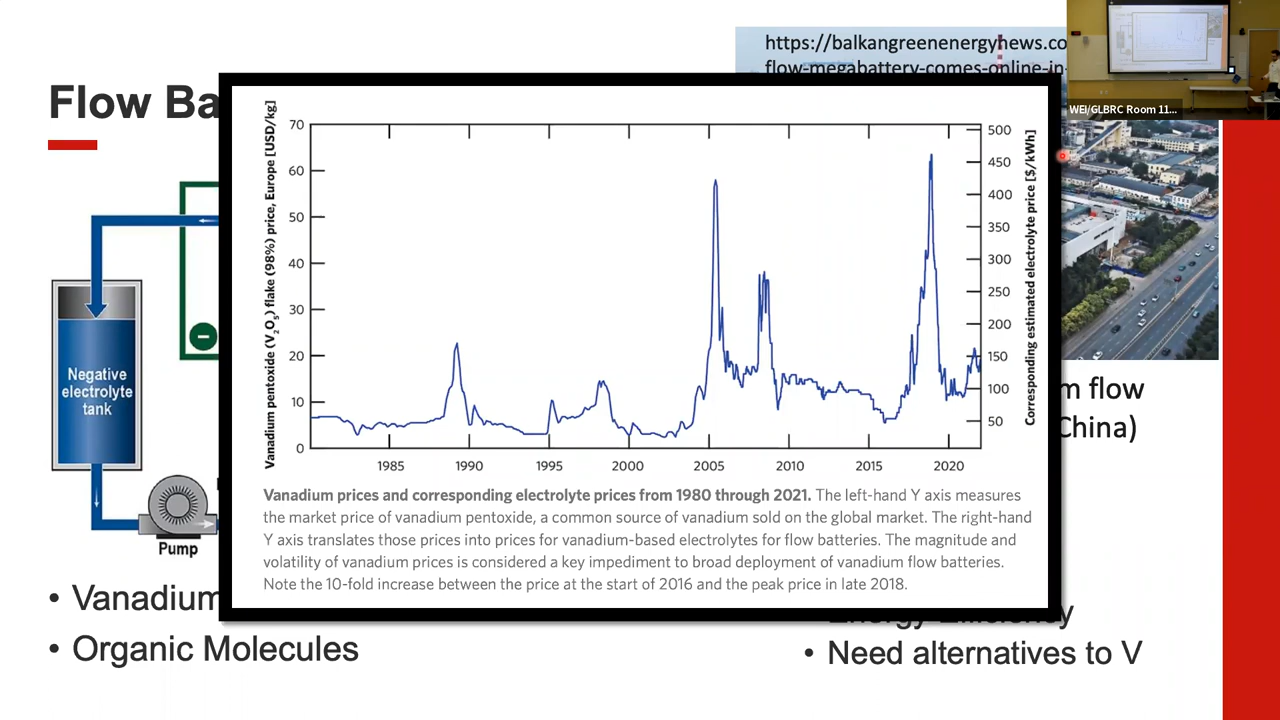 https://balkangreenenergynews.co
flow-megabattery-comes-online-in-
WEI/GLBRC Room 11...
Flow Ba
Vanadium pentoxide (V₂O₅) flake (98%) price, Europe [USD/kg]
70
60
50
40
30
20
10
0
1985
1990
1995
2000
2005
2010
2015
2020
500
450
400
350
300
250
200
150
100
50
Corresponding estimated electrolyte price [$/kWh]
Vanadium prices and corresponding electrolyte prices from 1980 through 2021. The left-hand Y axis measures
the market price of vanadium pentoxide, a common source of vanadium sold on the global market. The right-hand
Y axis translates those prices into prices for vanadium-based electrolytes for flow batteries. The magnitude and
volatility of vanadium prices is considered a key impediment to broad deployment of vanadium flow batteries.
Note the 10-fold increase between the price at the start of 2016 and the peak price in late 2018.
Negative
electrolyte
tank
Pump
m flow
China)
• Vanadium
• Organic Molecules
Energy Efficiency
• Need alternatives to V